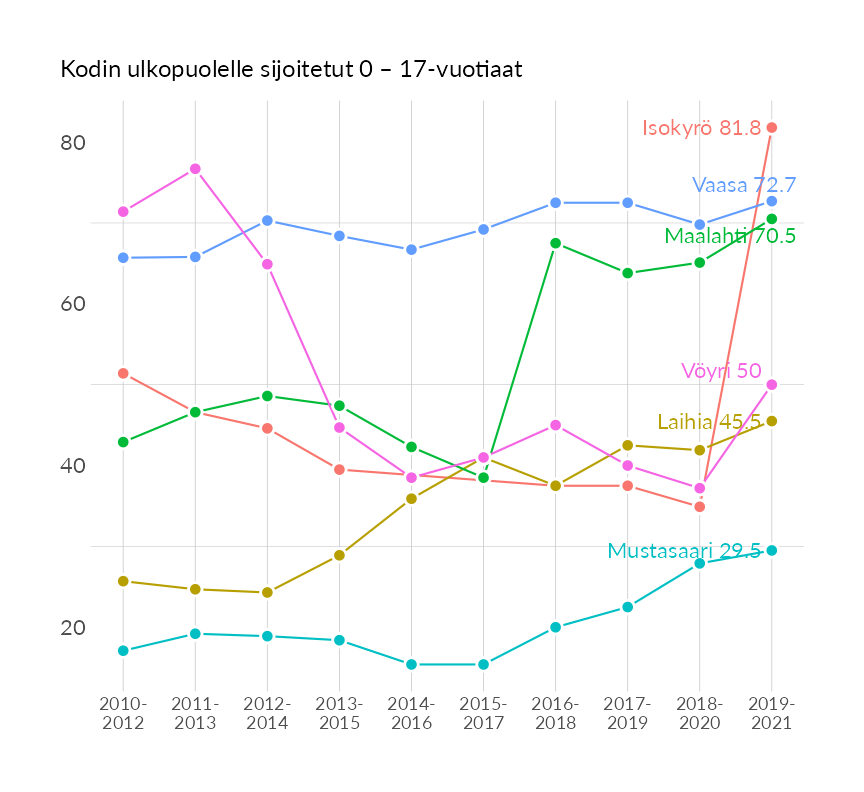 Kodin ulkopuolelle sijoitetut 0 – 17-vuotiaat
80
Isokyrö 81.8
Vaasa 72.7
Maalahti 70.5
60
Vöyri 50
Laihia 45.5
40
Mustasaari 29.5
20
2010- 2011- 2012- 2013- 2014- 2015- 2016- 2017- 2018- 2019-
2012 2013 2014 2015 2016 2017 2018 2019 2020 2021